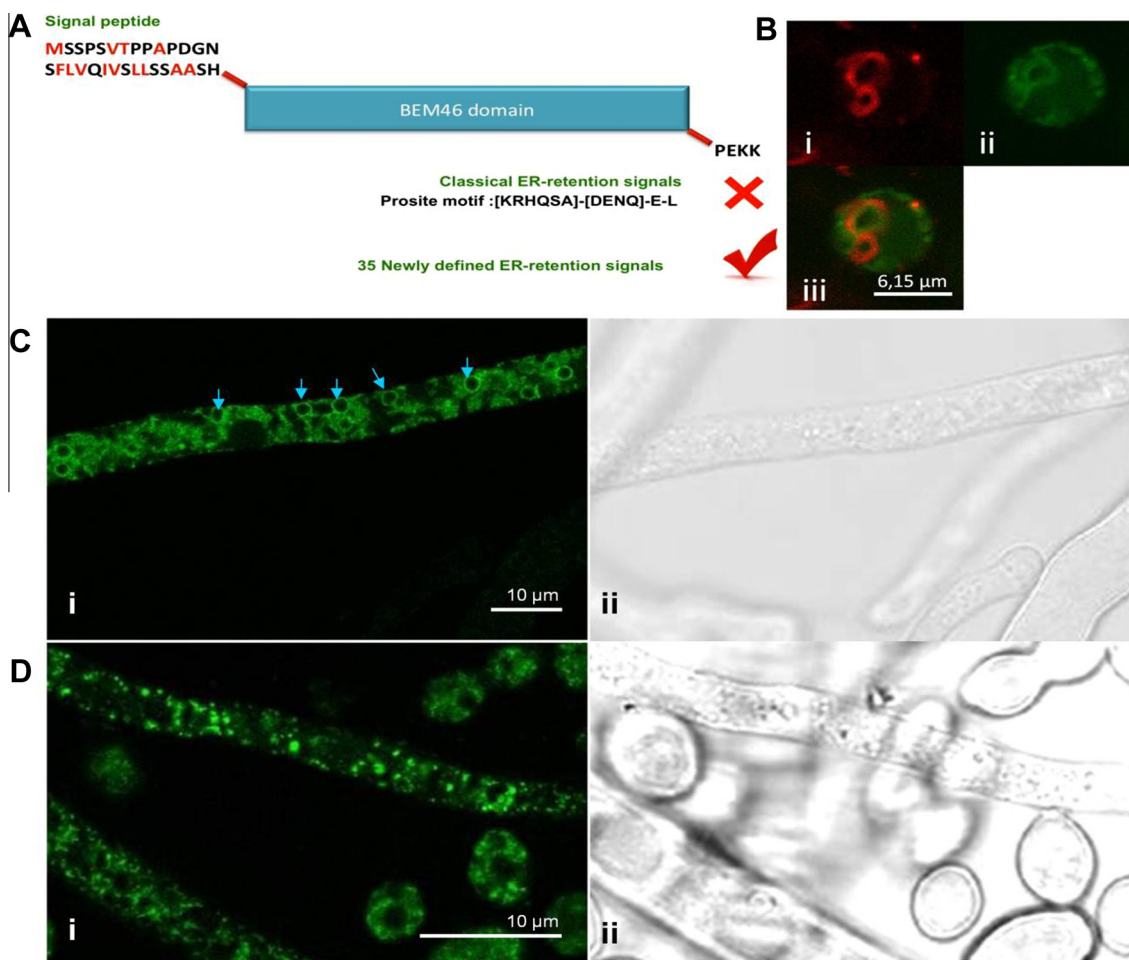 A
Signal peptide
MSSPSVTPPAPDGN
SFLVQIVSLLSSAASH
BEM46 domain
PEKK
Classical ER-retention signals
Prosite motif :[KRHQSA]-[DENQ]-E-L
35 Newly defined ER-retention signals
B
i
ii
iii
6,15 µm
C
i
10 µm
ii
D
i
10 µm
ii